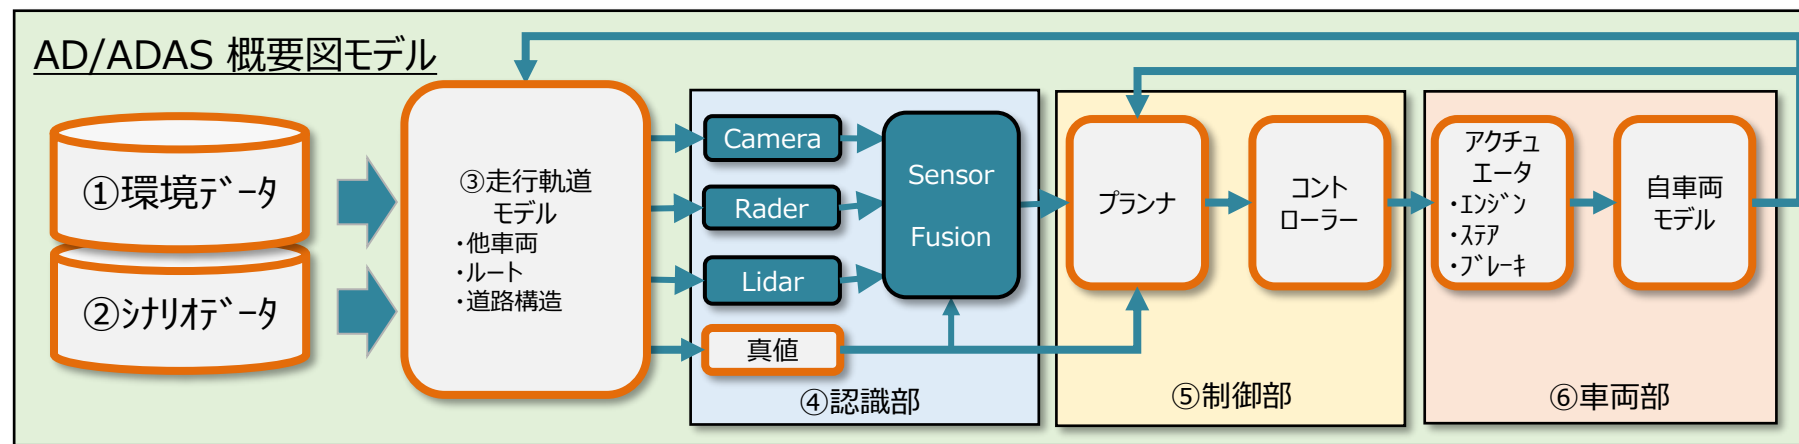 AD/ADAS 概要図モデル
①環境ﾃﾞｰﾀ
②ｼﾅﾘｵﾃﾞｰﾀ
③走行軌道
モデル
・他車両
・ルート
・道路構造
Camera
Rader
Lidar
真値
Sensor
Fusion
④認識部
プランナ
コント
ローラー
⑤制御部
アクチュ
エータ
・ｴﾝｼﾞﾝ
・ｽﾃｱ
・ﾌﾞﾚｰｷ
自車両
モデル
⑥車両部